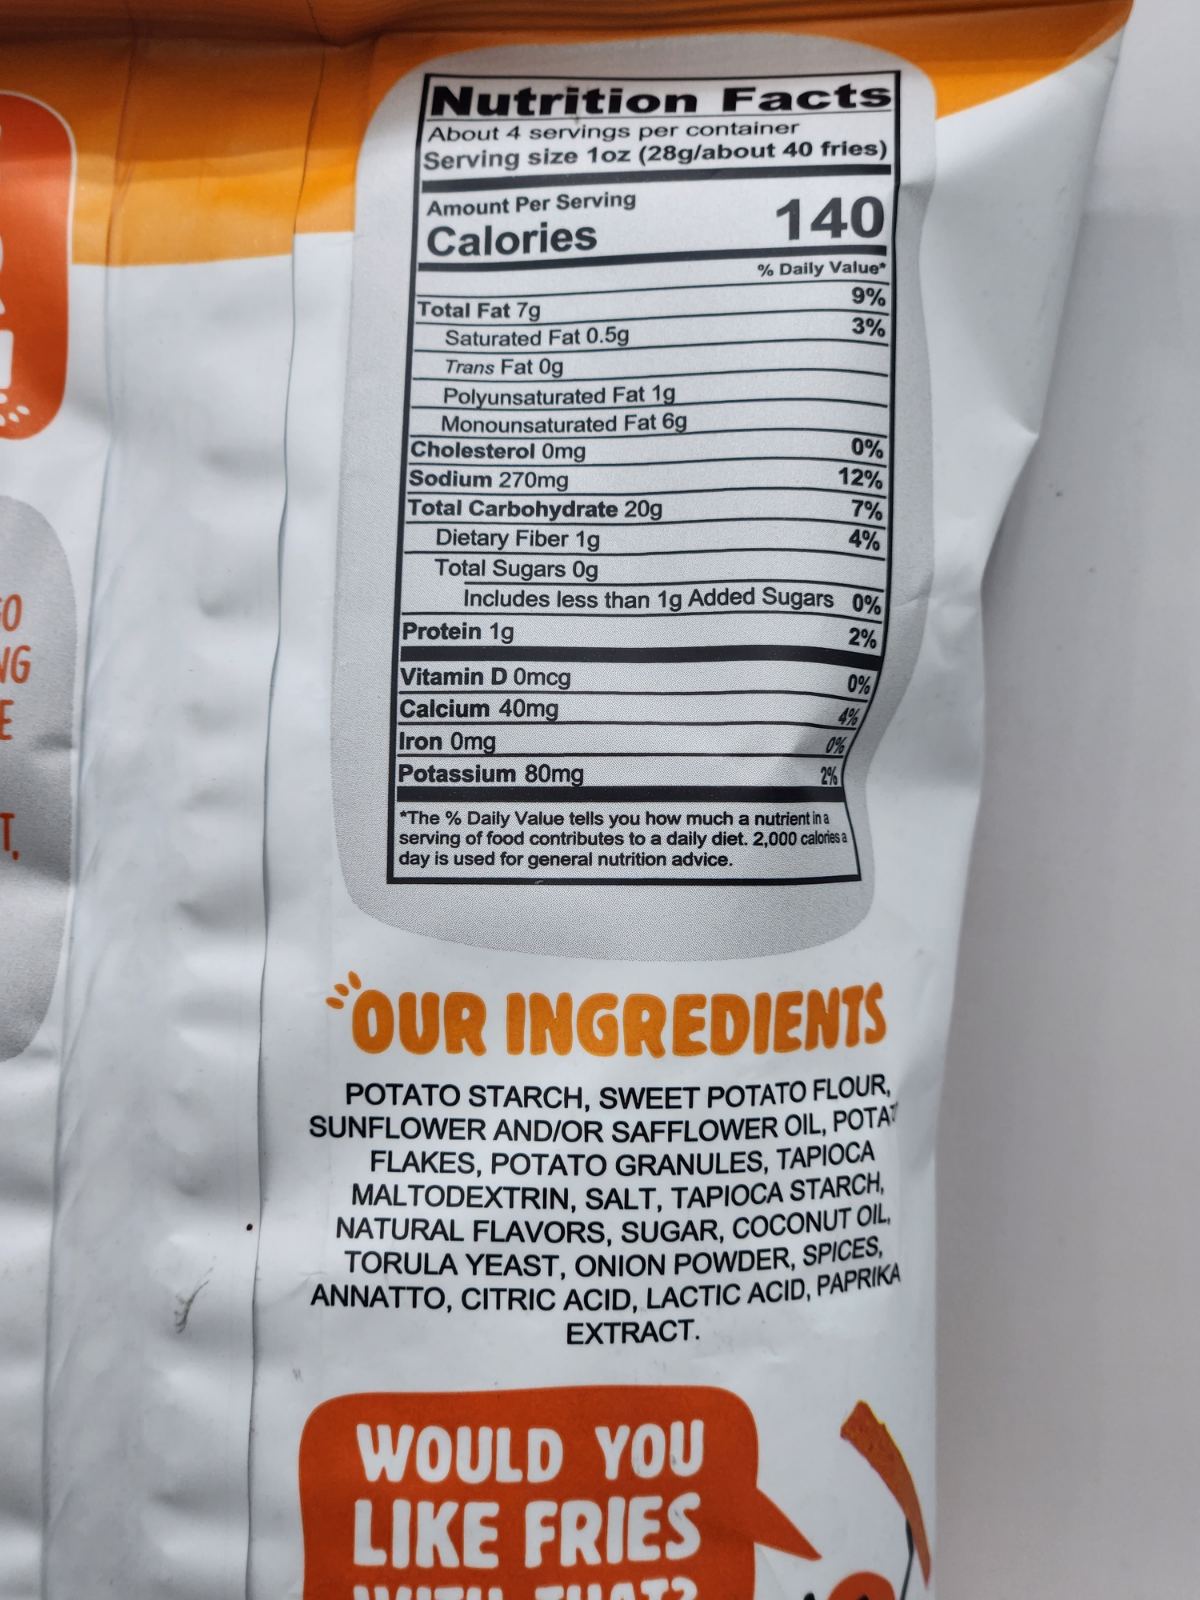 Nutrition Facts
About 4 servings per container
Serving size 1oz (28g/about 40 fries)
Amount Per Serving
Calories 140
% Daily Value*
Total Fat 7g 9%
Saturated Fat 0.5g 3%
Trans Fat 0g
Polyunsaturated Fat 1g
Monounsaturated Fat 6g
Cholesterol 0mg 0%
Sodium 270mg 12%
Total Carbohydrate 20g 7%
Dietary Fiber 1g 4%
Total Sugars 0g
Includes less than 1g Added Sugars 0%
Protein 1g 2%
Vitamin D 0mcg 0%
Calcium 40mg 4%
Iron 0mg 0%
Potassium 80mg 2%
*The % Daily Value tells you how much a nutrient in a
serving of food contributes to a daily diet. 2,000 calories a
day is used for general nutrition advice.
OUR INGREDIENTS
POTATO STARCH, SWEET POTATO FLOUR,
SUNFLOWER AND/OR SAFFLOWER OIL, POTAT
FLAKES, POTATO GRANULES, TAPIOCA
MALTODEXTRIN, SALT, TAPIOCA STARCH,
NATURAL FLAVORS, SUGAR, COCONUT OIL,
TORULA YEAST, ONION POWDER, SPICES,
ANNATTO, CITRIC ACID, LACTIC ACID, PAPRIKA
EXTRACT.
WOULD YOU
LIKE FRIES
WITH THAT?